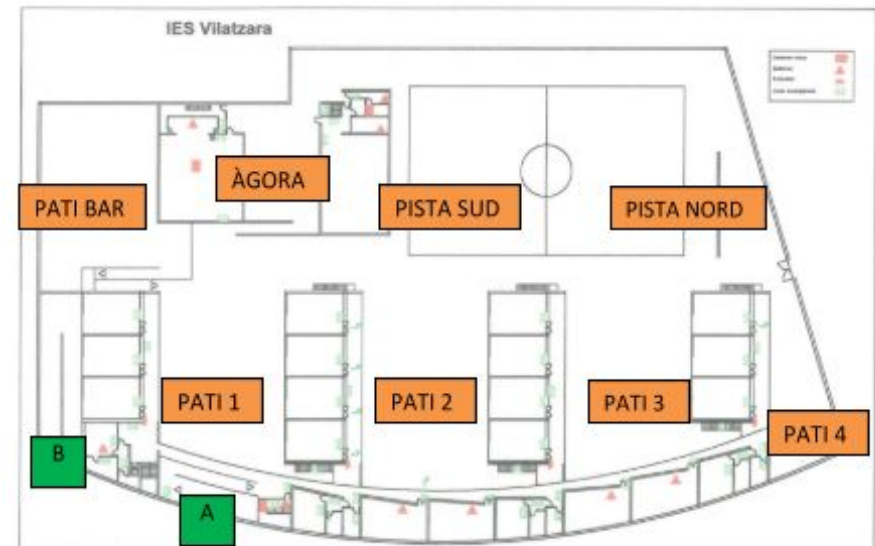 IES Vilatzara
ÀGORA
PATI BAR
PISTA SUD
PISTA NORD
PATI 1
PATI 2
PATI 3
PATI 4
B
A